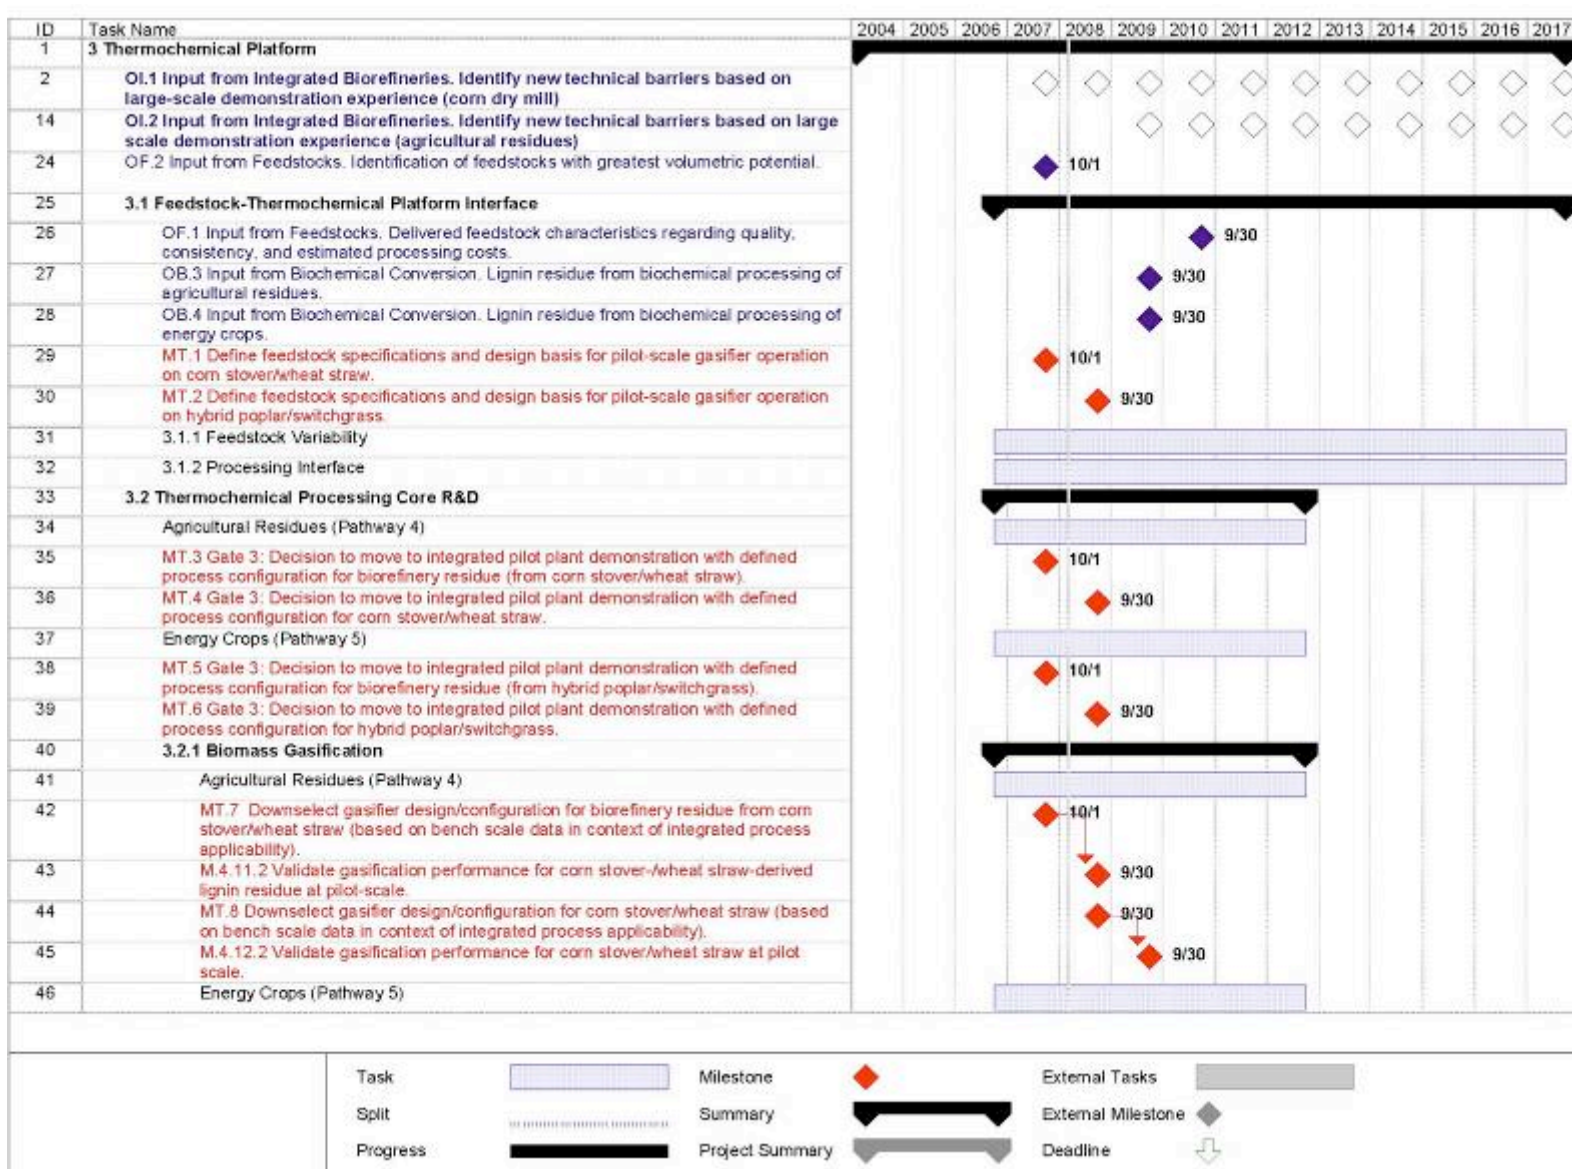 ID Task Name 2004 2005 2006 2007 2008 2009 2010 2011 2012 2013 2014 2015 2016 2017
1 3 Thermochemical Platform
2 OI.1 Input from Integrated Biorefineries. Identify new technical barriers based on
large-scale demonstration experience (corn dry mill)
14 OI.2 Input from Integrated Biorefineries. Identify new technical barriers based on large
scale demonstration experience (agricultural residues)
24 OF.2 Input from Feedstocks. Identification of feedstocks with greatest volumetric potential. 10/1
25 3.1 Feedstock-Thermochemical Platform Interface
26 OF.1 Input from Feedstocks. Delivered feedstock characteristics regarding quality, 9/30
consistency, and estimated processing costs.
27 OB.3 Input from Biochemical Conversion. Lignin residue from biochemical processing of 9/30
agricultural residues.
28 OB.4 Input from Biochemical Conversion. Lignin residue from biochemical processing of 9/30
energy crops.
29 MT.1 Define feedstock specifications and design basis for pilot-scale gasifier operation 10/1
on corn stover/wheat straw.
30 MT.2 Define feedstock specifications and design basis for pilot-scale gasifier operation 9/30
on hybrid poplar/switchgrass.
31 3.1.1 Feedstock Variability
32 3.1.2 Processing Interface
33 3.2 Thermochemical Processing Core R&D
34 Agricultural Residues (Pathway 4)
35 MT.3 Gate 3: Decision to move to integrated pilot plant demonstration with defined 10/1
process configuration for biorefinery residue (from corn stover/wheat straw).
36 MT.4 Gate 3: Decision to move to integrated pilot plant demonstration with defined 9/30
process configuration for corn stover/wheat straw.
37 Energy Crops (Pathway 5)
38 MT.5 Gate 3: Decision to move to integrated pilot plant demonstration with defined 10/1
process configuration for biorefinery residue (from hybrid poplar/switchgrass).
39 MT.6 Gate 3: Decision to move to integrated pilot plant demonstration with defined 9/30
process configuration for hybrid poplar/switchgrass.
40 3.2.1 Biomass Gasification
41 Agricultural Residues (Pathway 4)
42 MT.7 Downselect gasifier design/configuration for biorefinery residue from corn 10/1
stover/wheat straw (based on bench scale data in context of integrated process
applicability).
43 M.4.11.2 Validate gasification performance for corn stover-/wheat straw-derived 9/30
lignin residue at pilot-scale.
44 MT.8 Downselect gasifier design/configuration for corn stover/wheat straw (based 9/30
on bench scale data in context of integrated process applicability).
45 M.4.12.2 Validate gasification performance for corn stover/wheat straw at pilot 9/30
scale.
46 Energy Crops (Pathway 5)
Task Milestone External Tasks
Split Summary External Milestone
Progress Project Summary Deadline